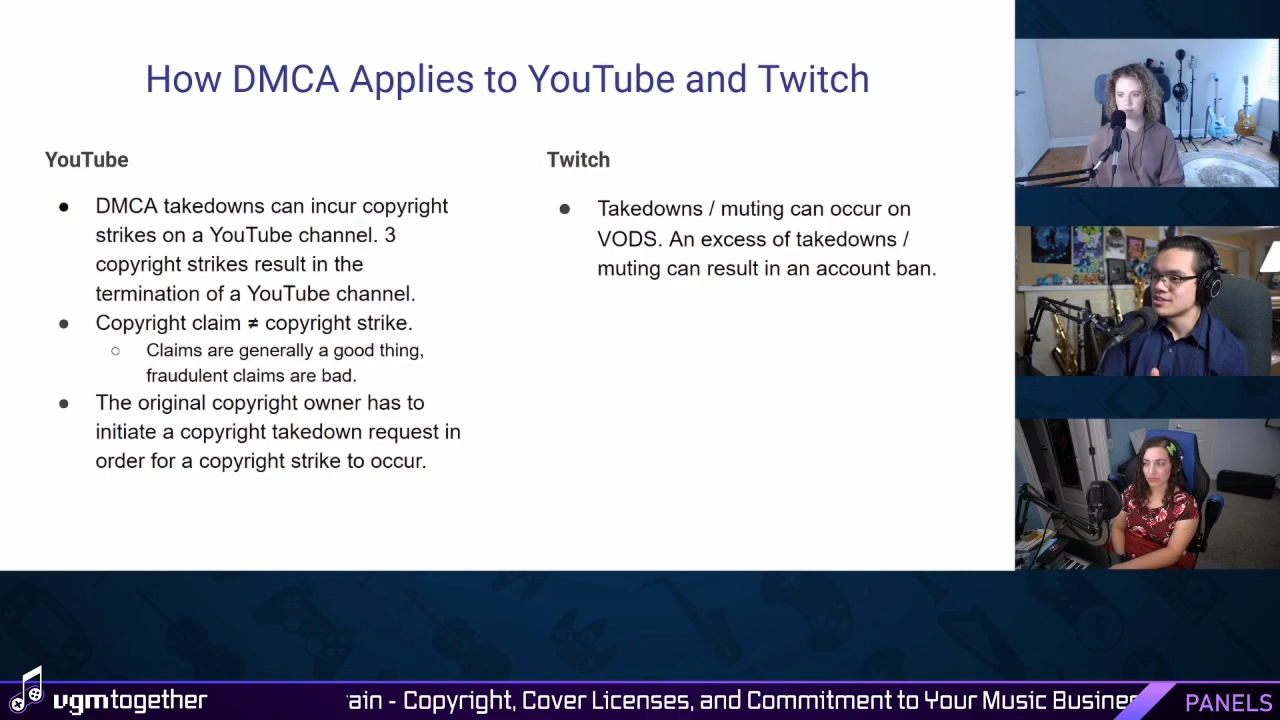 How DMCA Applies to YouTube and Twitch
YouTube
● DMCA takedowns can incur copyright
strikes on a YouTube channel. 3
copyright strikes result in the
termination of a YouTube channel.
● Copyright claim ≠ copyright strike.
○ Claims are generally a good thing,
fraudulent claims are bad.
● The original copyright owner has to
initiate a copyright takedown request in
order for a copyright strike to occur.
Twitch
● Takedowns / muting can occur on
VODS. An excess of takedowns /
muting can result in an account ban.
vgmtogether
ain - Copyright, Cover Licenses, and Commitment to Your Music Busines
PANELS